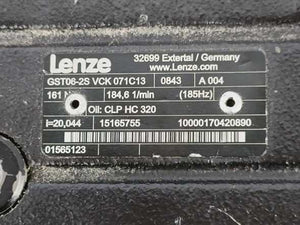 Lenze
32699 Extertal / Germany
www.Lenze.com
GST06-2S VCK 071C13 0843 A 004
161 184,6 1/min (185Hz)
Oil: CLP HC 320
i=20,044 15165755 10000170420890
01565123